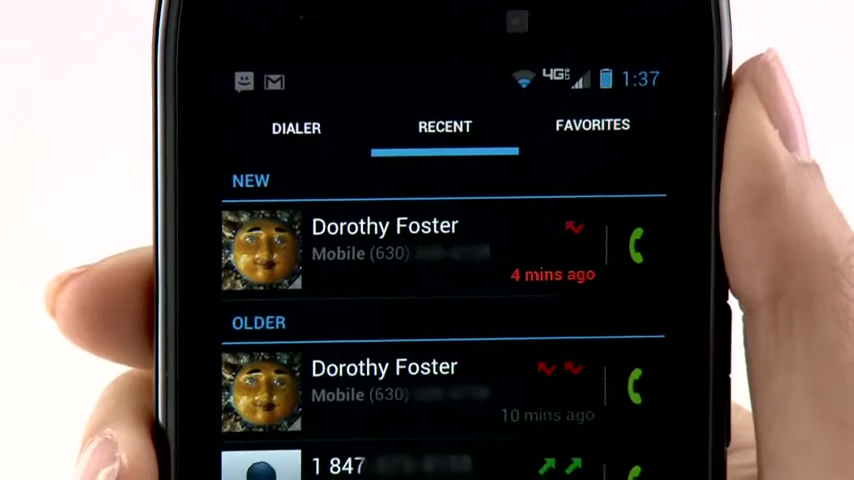 4G LTE 1:37
DIALER RECENT FAVORITES
NEW
Dorothy Foster
Mobile (630)
4 mins ago
OLDER
Dorothy Foster
Mobile (630)
10 mins ago
1 847